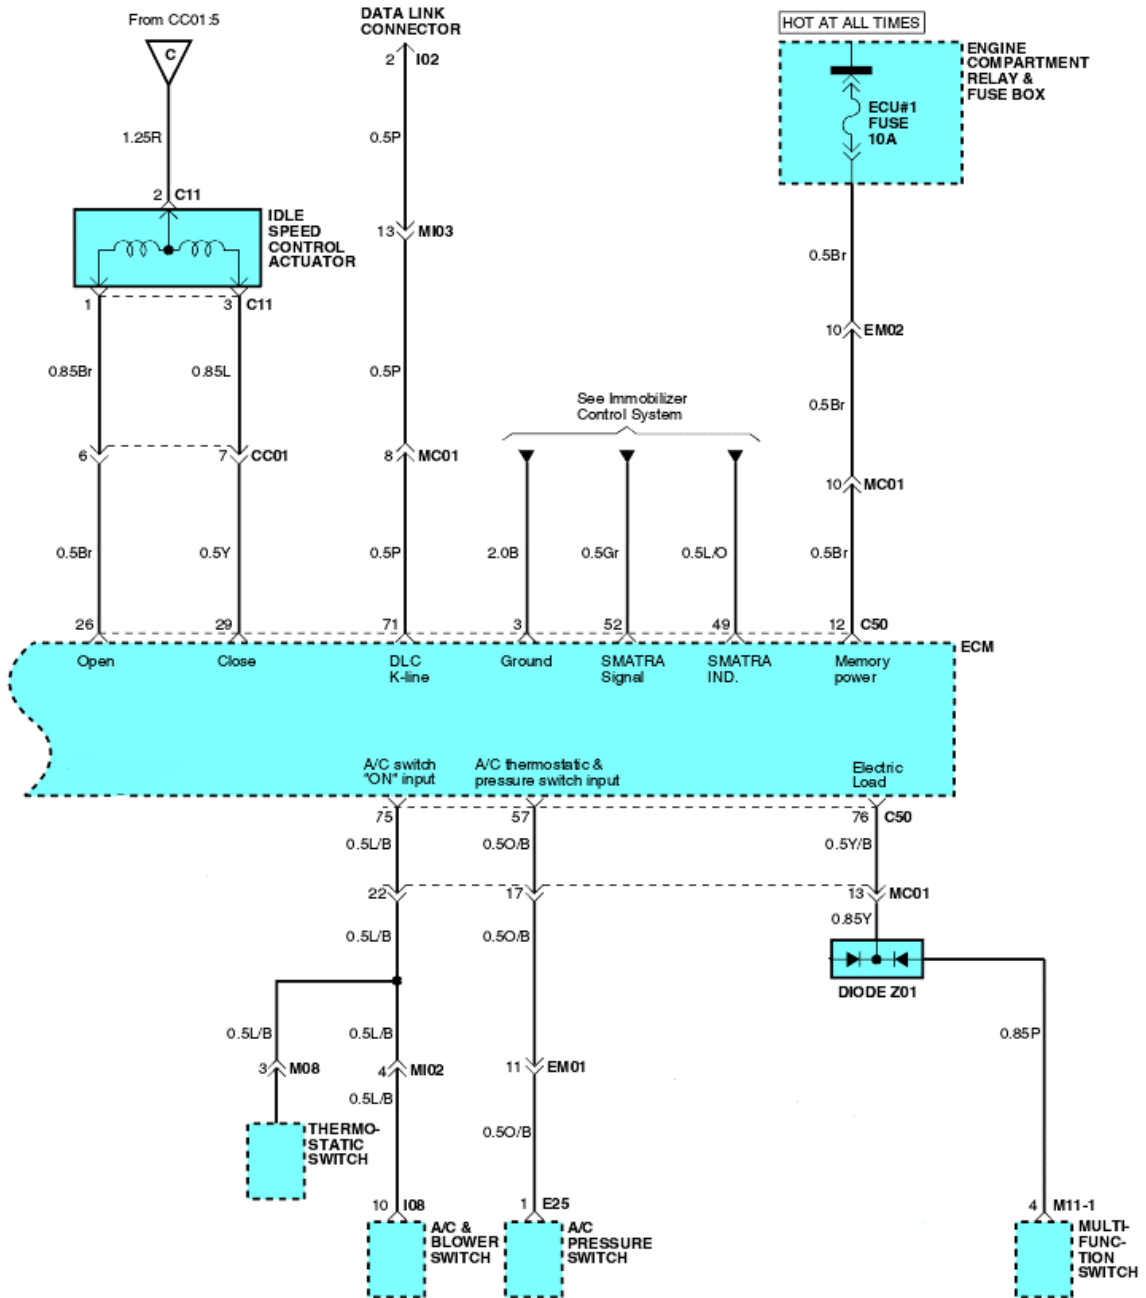 From CC01:5
C
1.25R
2 C11
IDLE
SPEED
CONTROL
ACTUATOR
1
3 C11
0.85Br
0.85L
6
7 CC01
0.5Br
0.5Y
DATA LINK
CONNECTOR
2 I02
0.5P
13 MI03
0.5P
8 MC01
0.5P
See Immobilizer
Control System
2.0B
0.5Gr
0.5L/O
HOT AT ALL TIMES
ENGINE
COMPARTMENT
RELAY &
FUSE BOX
ECU#1
FUSE
10A
0.5Br
10 EM02
0.5Br
10 MC01
0.5Br
26
29
71
3
52
49
12 C50
ECM
Open
Close
DLC
K-line
Ground
SMATRA
Signal
SMATRA
IND.
Memory
power
A/C switch
"ON" input
A/C thermostatic &
pressure switch input
Electric
Load
75
57
76 C50
0.5L/B
0.5O/B
0.5Y/B
22
17
13 MC01
0.5L/B
0.5O/B
0.85Y
DIODE Z01
0.5L/B
0.5L/B
0.85P
3 M08
4 MI02
11 EM01
0.5L/B
0.5O/B
THERMO-
STATIC
SWITCH
10 I08
A/C &
BLOWER
SWITCH
1 E25
A/C
PRESSURE
SWITCH
4 M11-1
MULTI-
FUNC-
TION
SWITCH